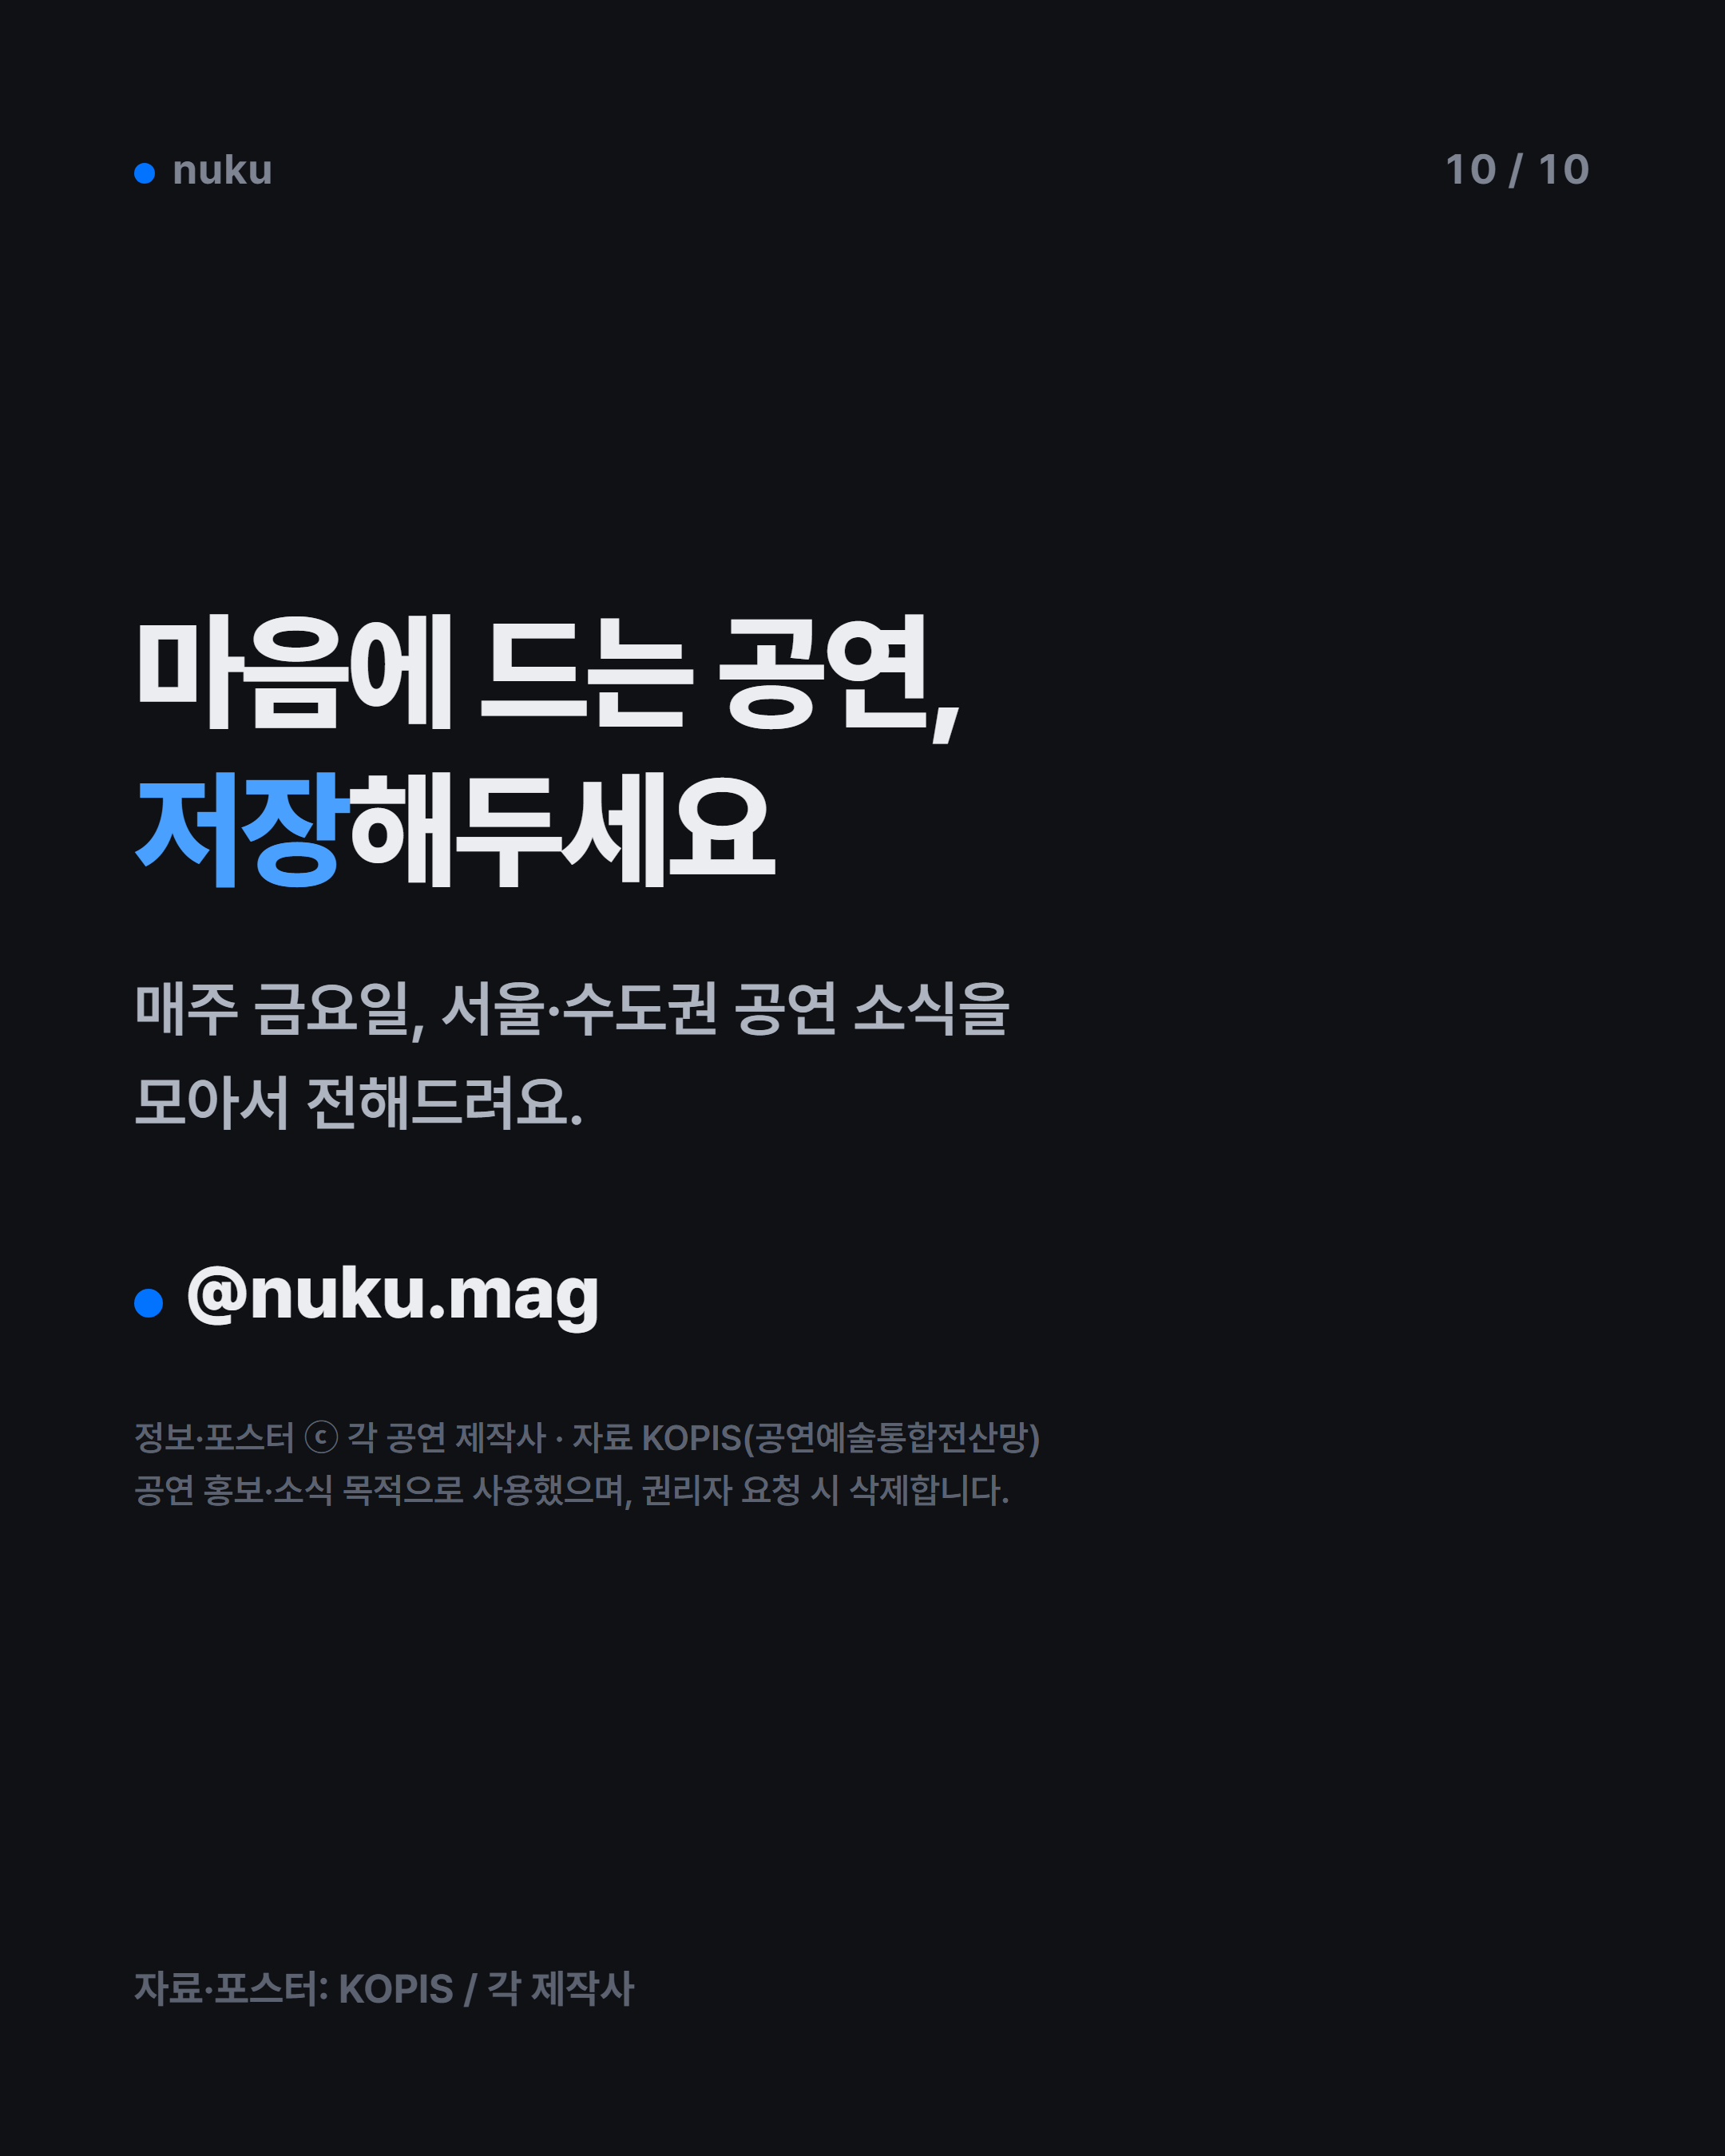 nuku
10 / 10
마음에 드는 공연,
저장해두세요
매주 금요일, 서울·수도권 공연 소식을
모아서 전해드려요.
@nuku.mag
정보·포스터 ⓒ 각 공연 제작사 · 자료 KOPIS(공연예술통합전산망)
공연 홍보·소식 목적으로 사용했으며, 권리자 요청 시 삭제합니다.
자료·포스터: KOPIS / 각 제작사